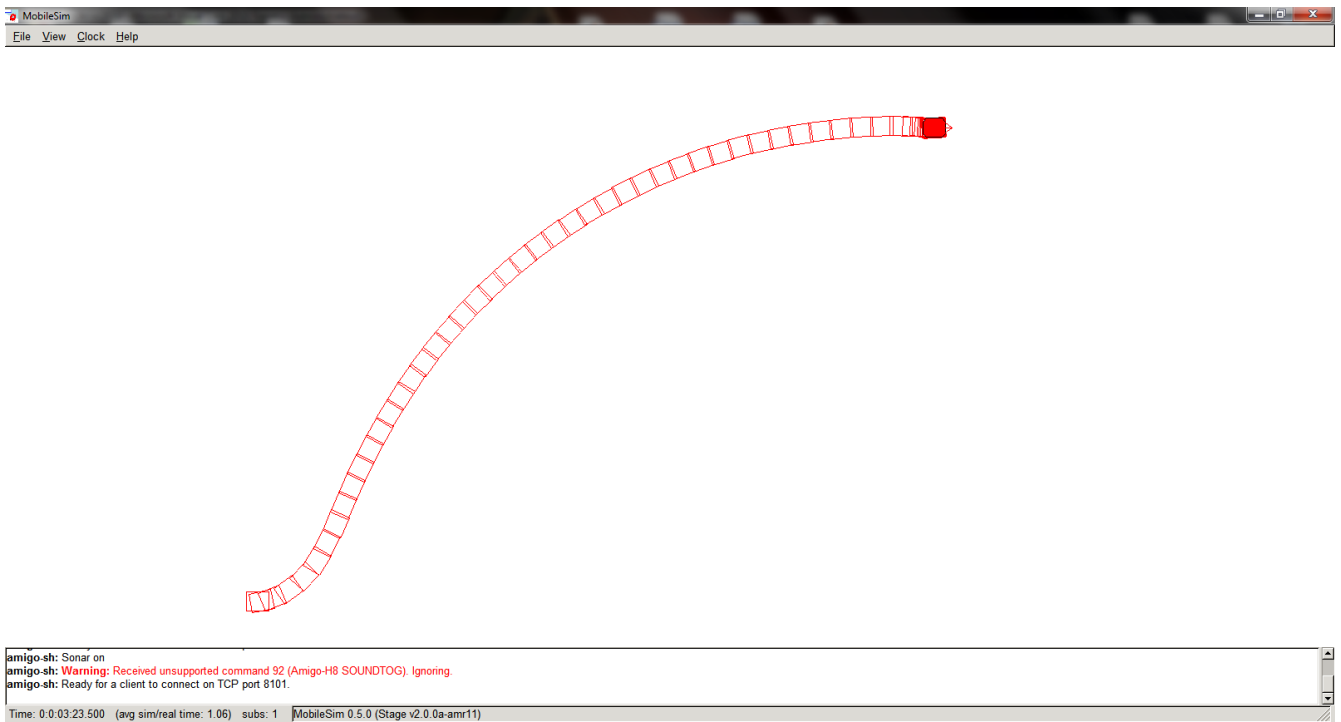 MobileSim
File View Clock Help
amigo-sh: Sonar on
amigo-sh: Warning: Received unsupported command 92 (Amigo-H8 SOUNDTOG). Ignoring.
amigo-sh: Ready for a client to connect on TCP port 8101.
Time: 0:0:03:23.500 (avg sim/real time: 1.06) subs: 1 MobileSim 0.5.0 (Stage v2.0.0a-amr11)